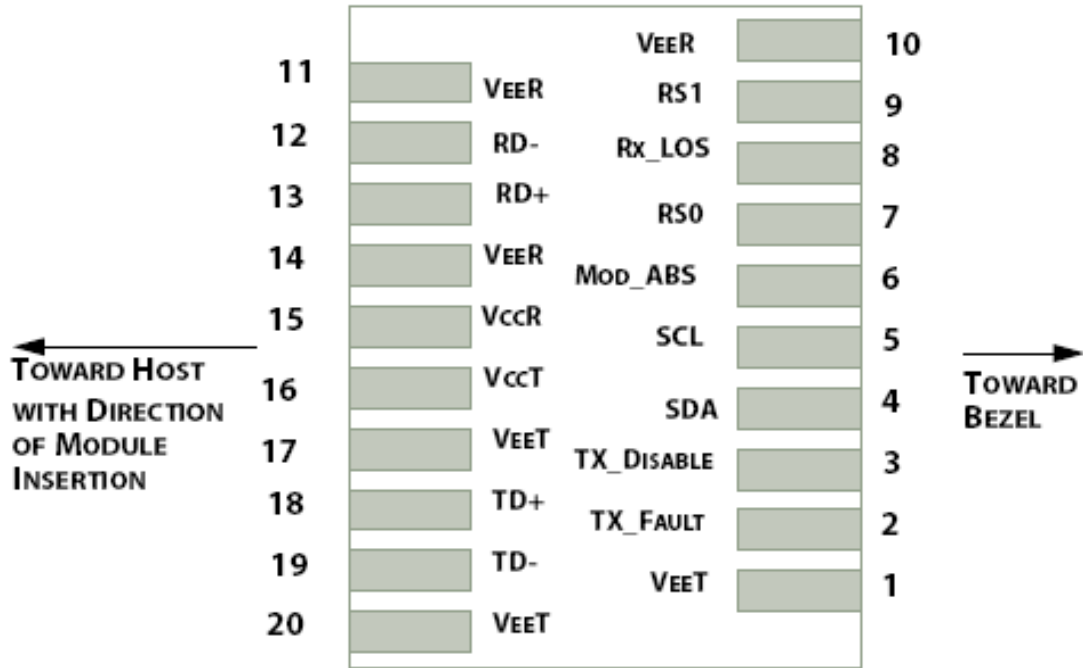 VEER 10
11 VEER
RS1 9
12 RD-
Rx_LOS 8
13 RD+
RS0 7
14 VEER
MOD_ABS 6
15 VCCR
SCL 5
TOWARD HOST
WITH DIRECTION
OF MODULE
INSERTION
TOWARD
BEZEL
16 VCCT
SDA 4
17 VEET
TX_DISABLE 3
18 TD+
TX_FAULT 2
19 TD-
VEET 1
20 VEET